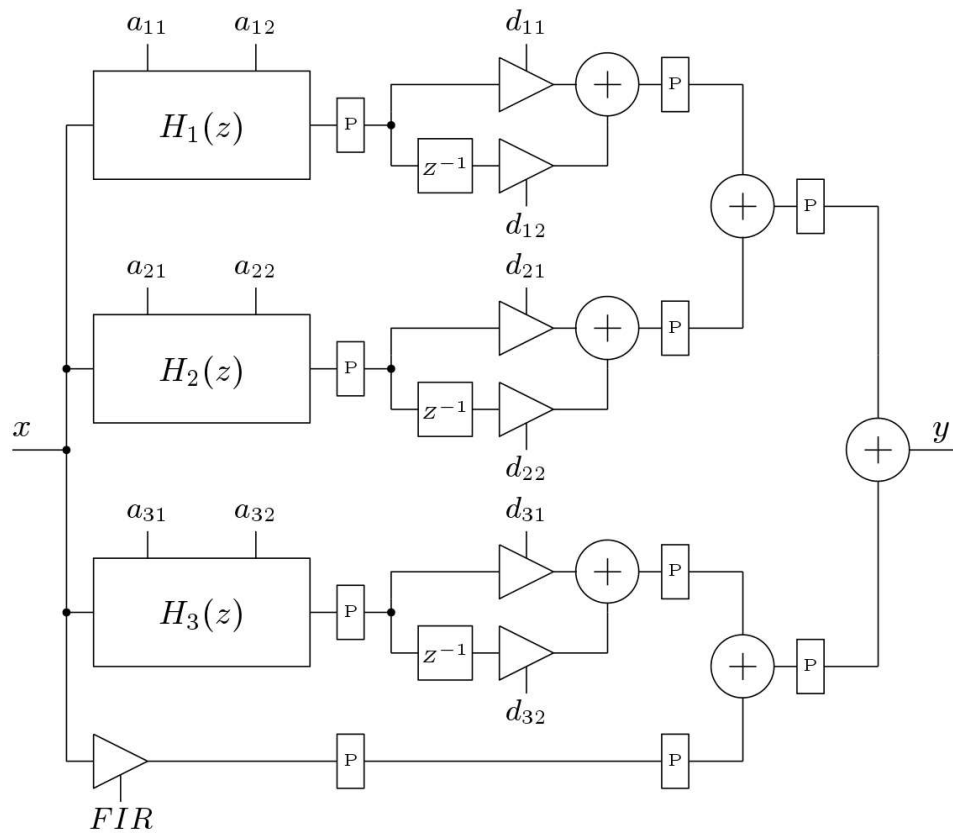 a₁₁ a₁₂ d₁₁
H₁(z) P + P
z⁻¹
d₁₂
+ P
a₂₁ a₂₂ d₂₁
H₂(z) P + P
z⁻¹
x d₂₂ + y
a₃₁ a₃₂ d₃₁
H₃(z) P + P
z⁻¹
d₃₂
+ P
P P
FIR